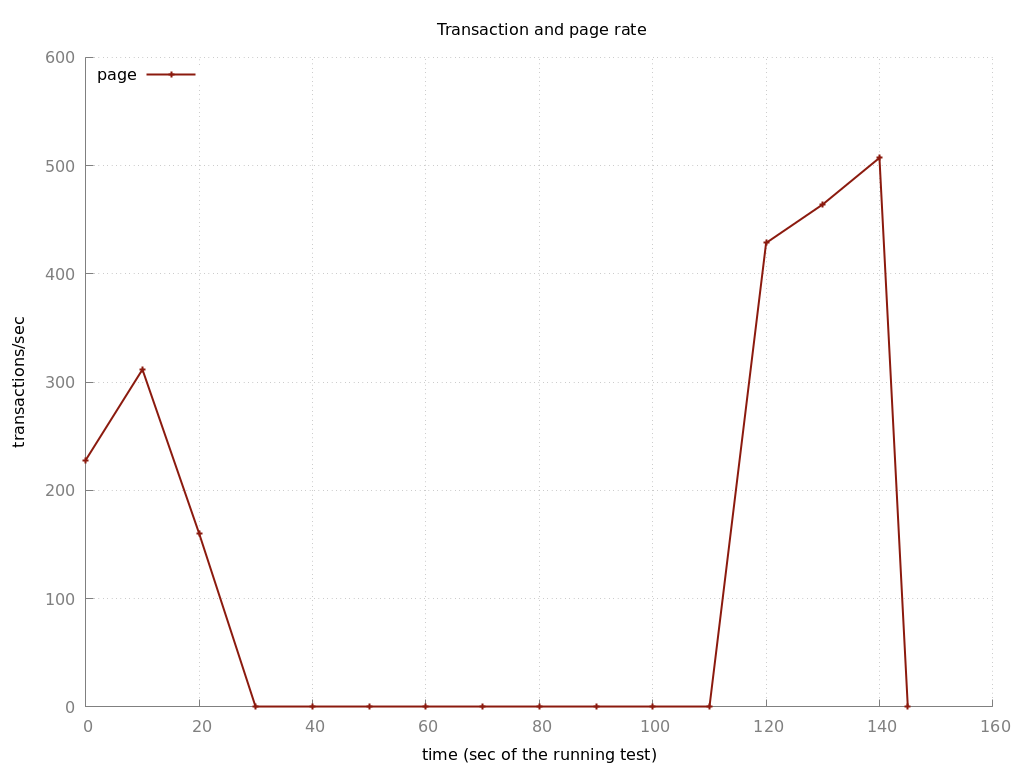 Transaction and page rate
600
page
500
400
300
200
100
0
transactions/sec
0 20 40 60 80 100 120 140 160
time (sec of the running test)